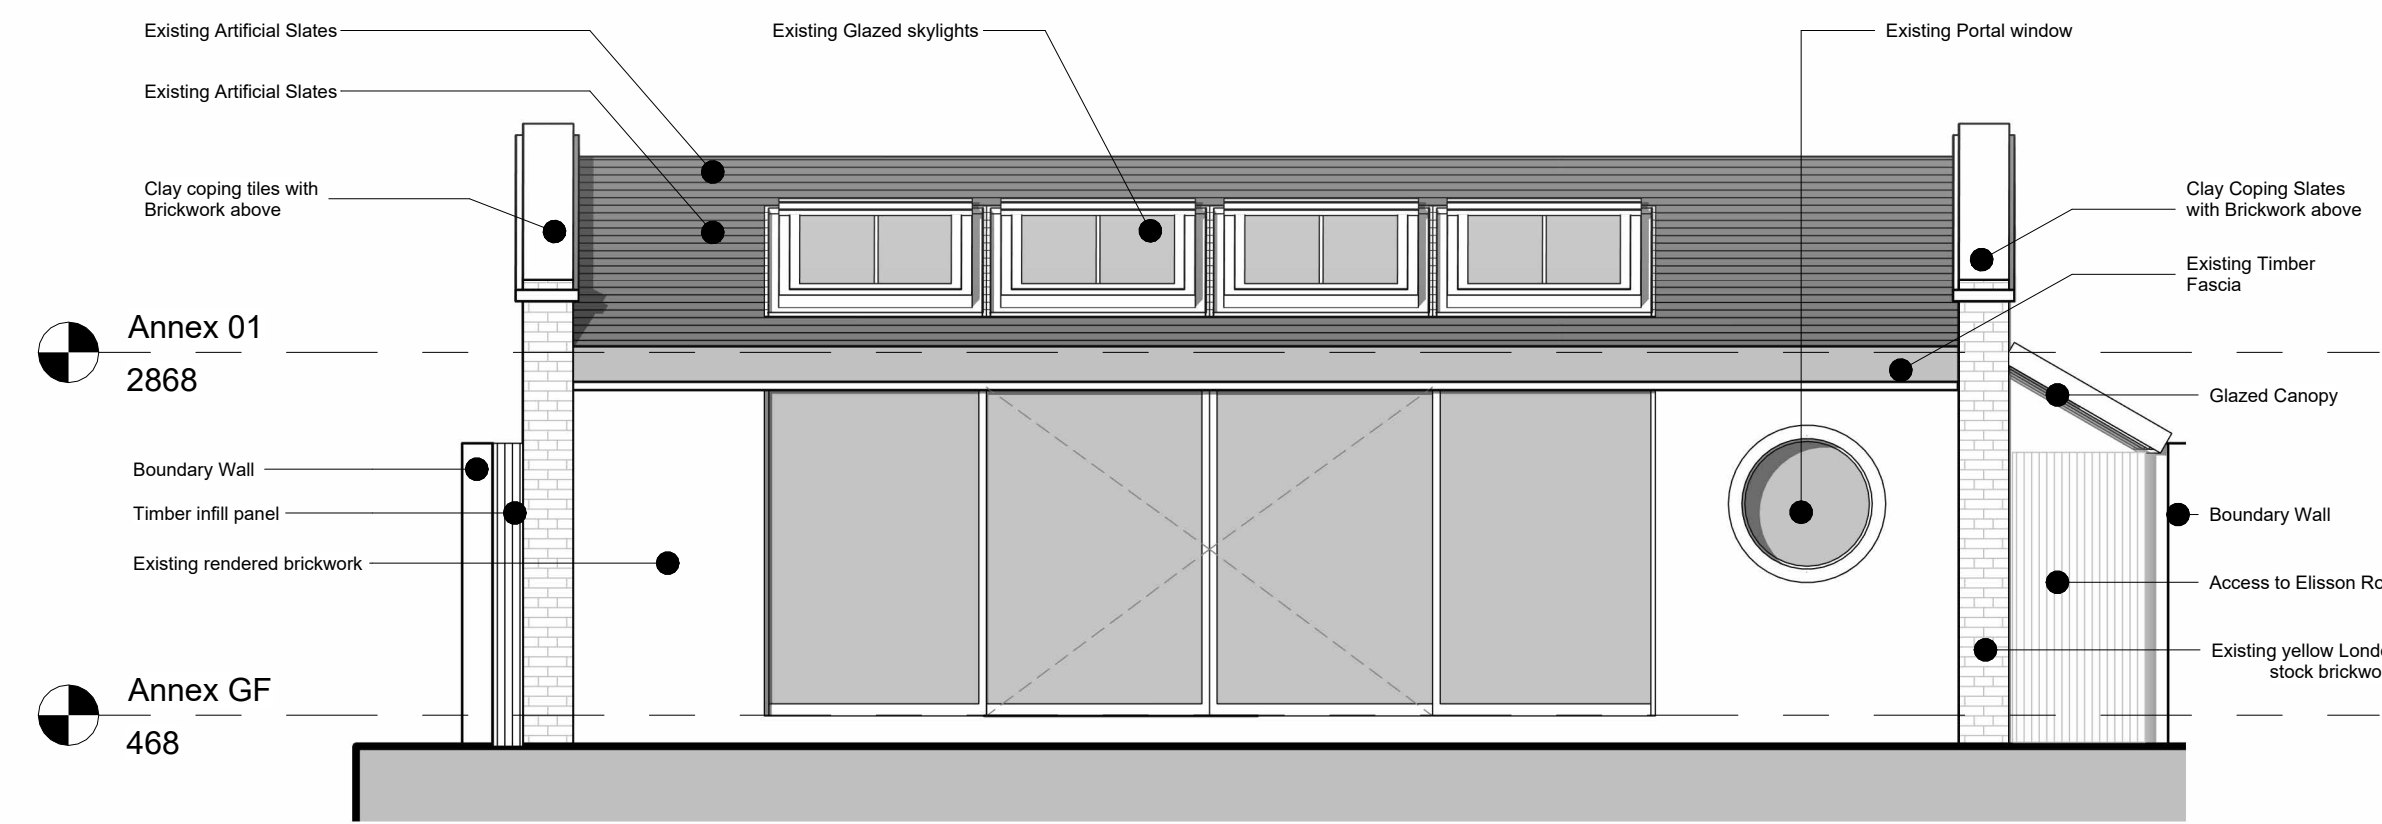 Existing Artificial Slates
Existing Glazed skylights
Existing Portal window
Existing Artificial Slates
Clay coping tiles with
Brickwork above
Clay Coping Slates
with Brickwork above
Existing Timber
Fascia
Annex 01
2868
Glazed Canopy
Boundary Wall
Timber infill panel
Boundary Wall
Existing rendered brickwork
Access to Elisson
Existing yellow
stock
Annex GF
468